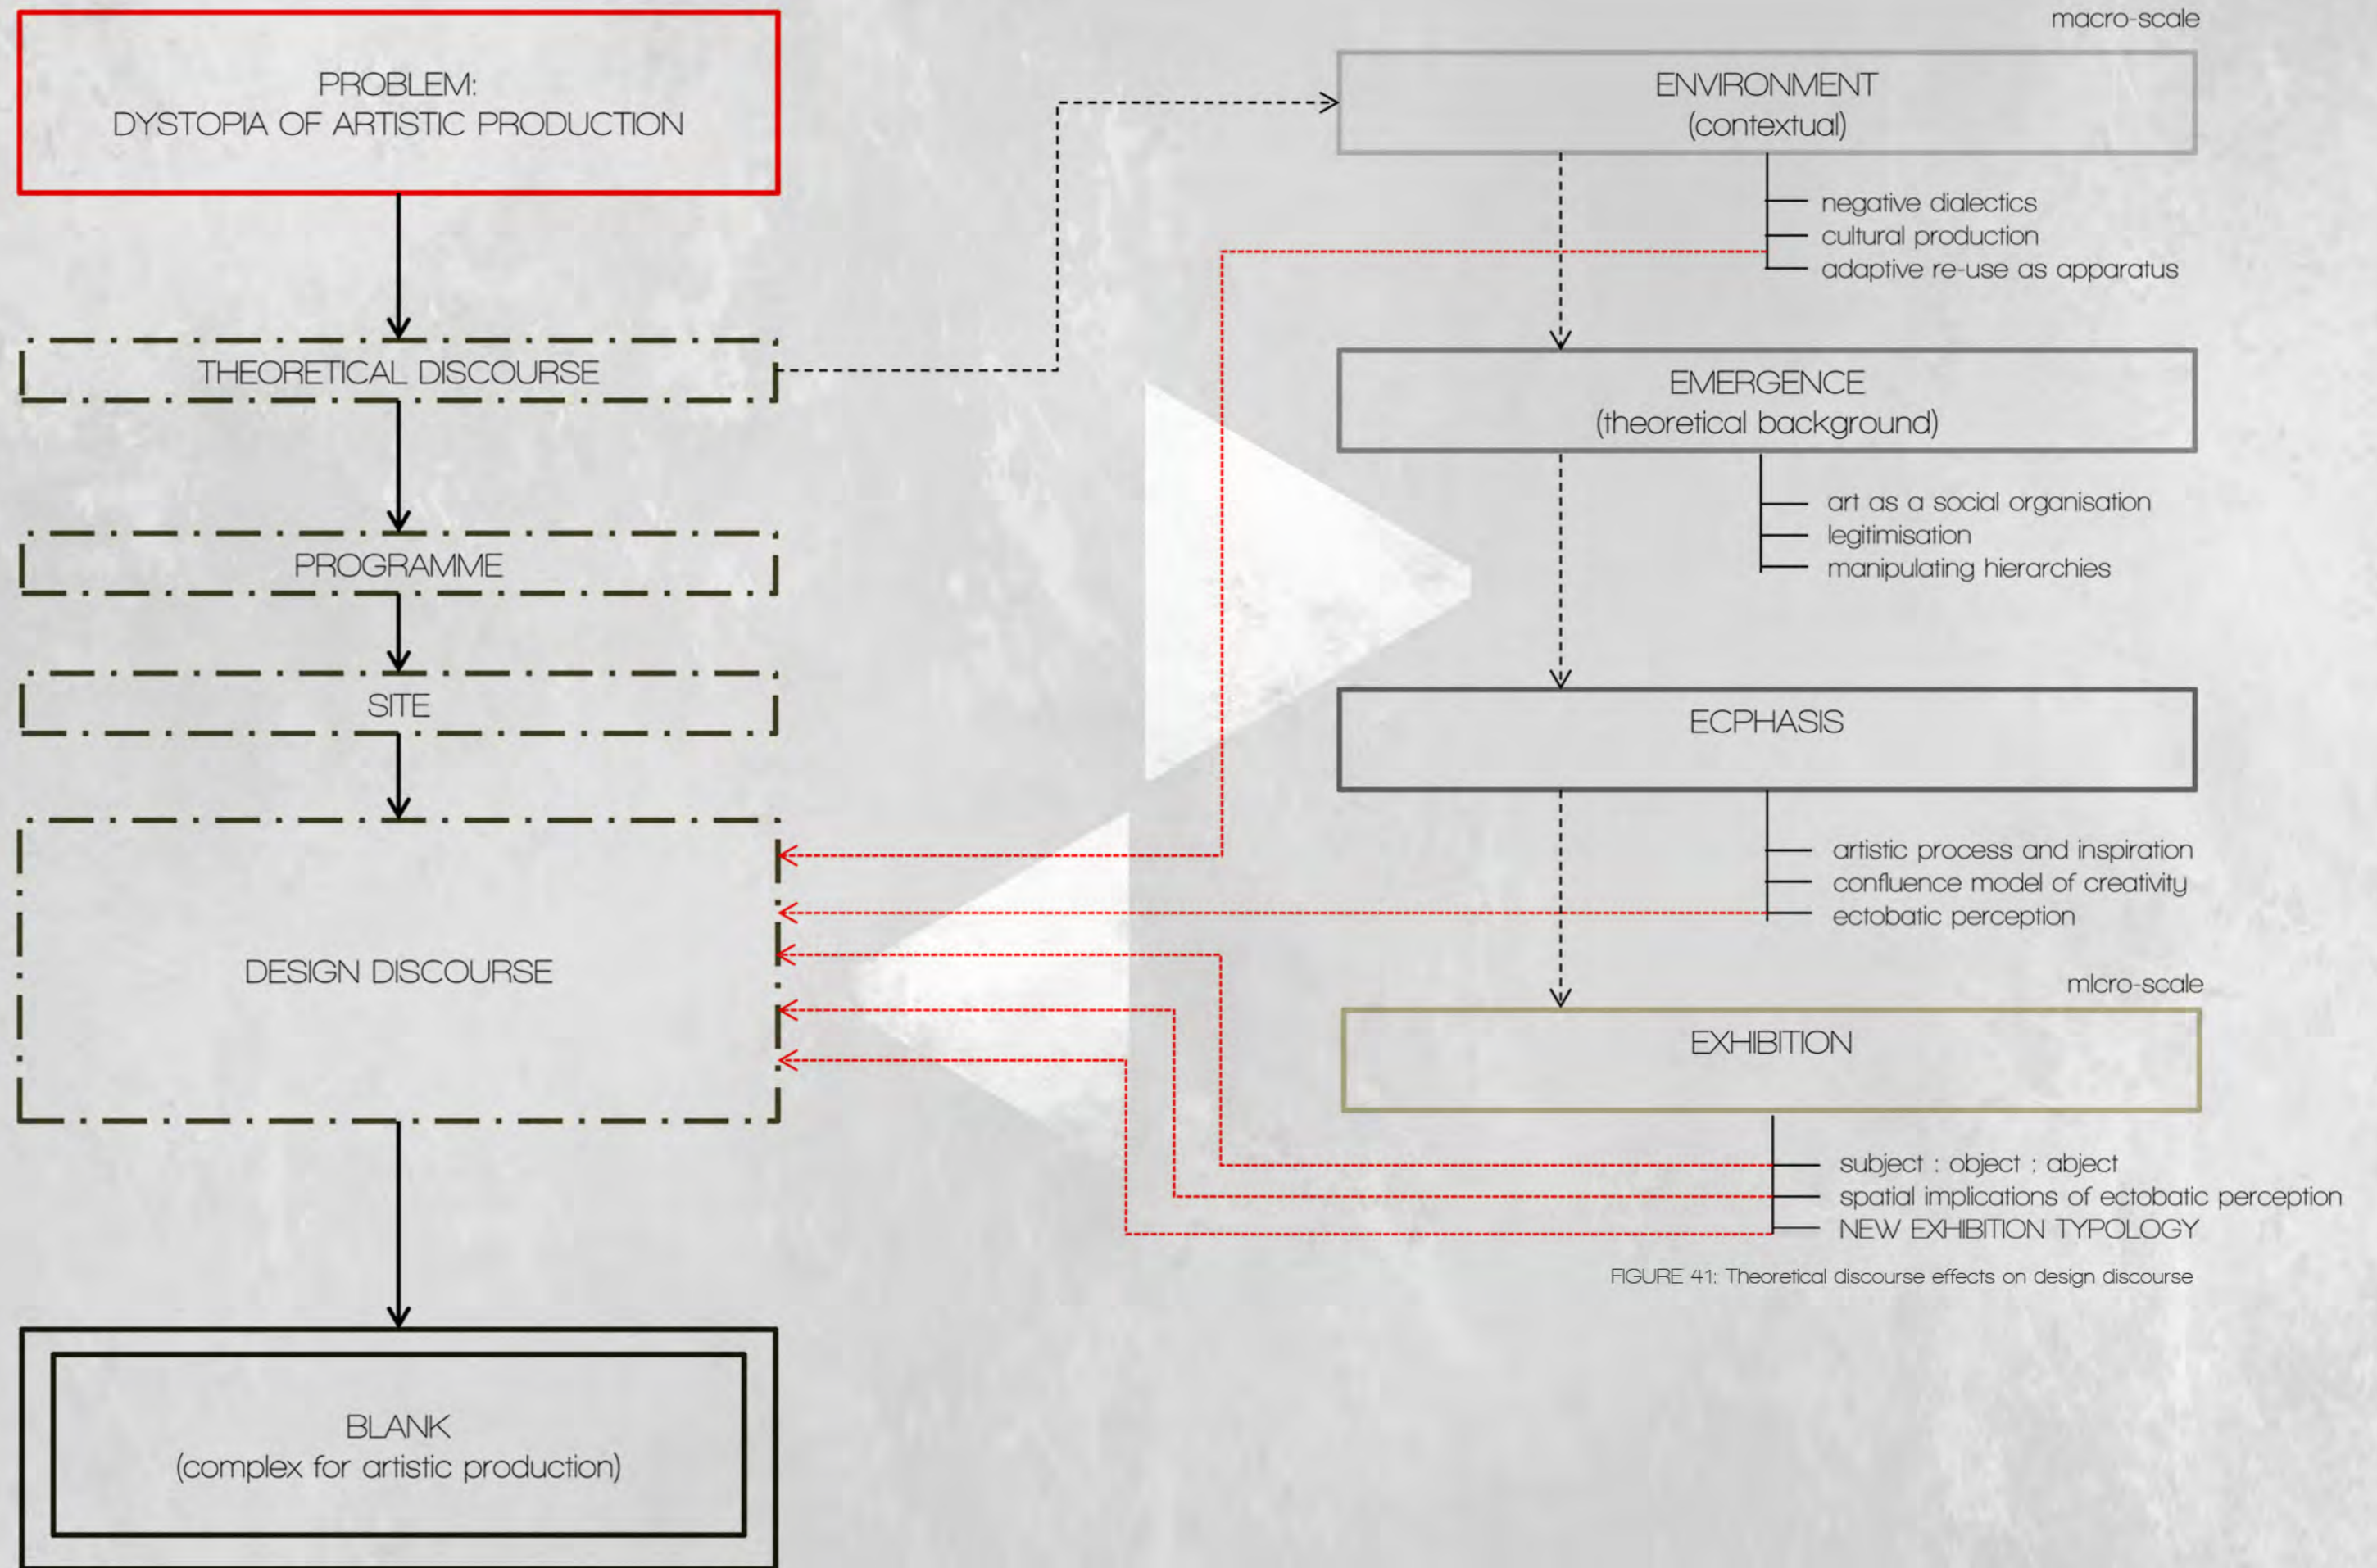 PROBLEM:
DYSTOPIA OF ARTISTIC PRODUCTION
THEORETICAL DISCOURSE
PROGRAMME
SITE
DESIGN DISCOURSE
BLANK
(complex for artistic production)
macro-scale
ENVIRONMENT
(contextual)
negative dialectics
cultural production
adaptive re-use as apparatus
EMERGENCE
(theoretical background)
art as a social organisation
legitimisation
manipulating hierarchies
ECPHASIS
artistic process and inspiration
confluence model of creativity
ectobatic perception
mIcro-scale
EXHIBITION
subject : object : abject
spatial implications of ectobatic perception
NEW EXHIBITION TYPOLOGY
FIGURE 41: Theoretical discourse effects on design discourse